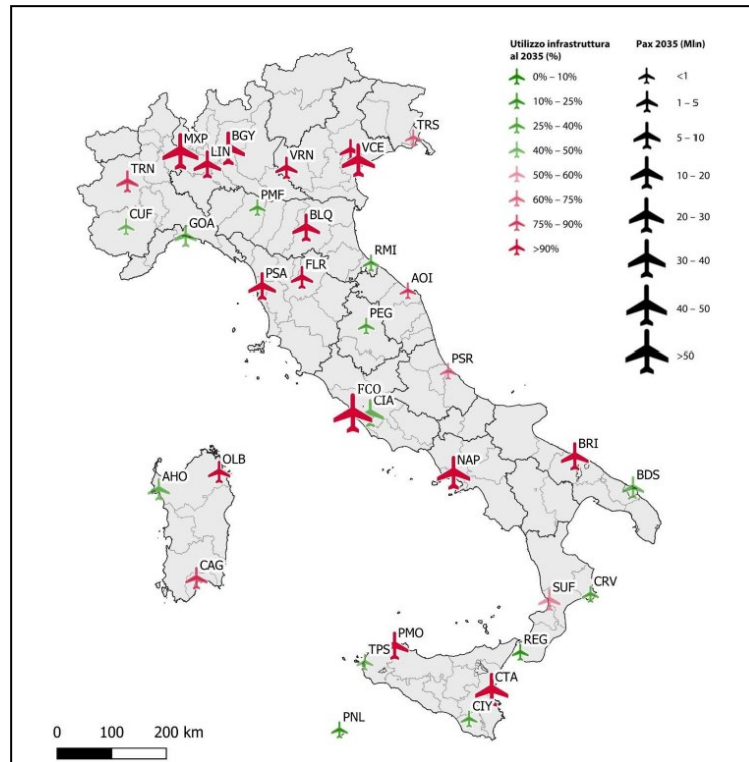 Utilizzo infrastruttura
al 2035 (%)
0% – 10%
10% – 25%
25% – 40%
40% – 50%
50% – 60%
60% – 75%
75% – 90%
>90%
Pax 2035 (Mln)
<1
1 – 5
5 – 10
10 – 20
20 – 30
30 – 40
40 – 50
>50
TRS
MXP
BGY
LIN
VRN
VCE
TRN
PMF
CUF
GOA
BLQ
RMI
PSA
FLR
AOI
PEG
PSR
FCO
CIA
BRI
NAP
BDS
OLB
AHO
CAG
SUF
CRV
PMO
TPS
REG
CTA
CIY
PNL
0 100 200 km